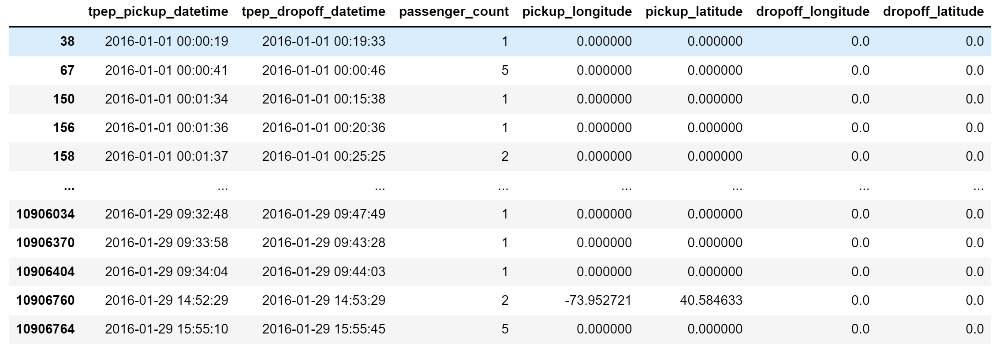 tpep_pickup_datetime tpep_dropoff_datetime passenger_count pickup_longitude pickup_latitude dropoff_longitude dropoff_latitude
38 2016-01-01 00:00:19 2016-01-01 00:19:33 1 0.000000 0.000000 0.0 0.0
67 2016-01-01 00:00:41 2016-01-01 00:00:46 5 0.000000 0.000000 0.0 0.0
150 2016-01-01 00:01:34 2016-01-01 00:15:38 1 0.000000 0.000000 0.0 0.0
156 2016-01-01 00:01:36 2016-01-01 00:20:36 1 0.000000 0.000000 0.0 0.0
158 2016-01-01 00:01:37 2016-01-01 00:25:25 2 0.000000 0.000000 0.0 0.0
... ... ... ... ... ... ... ...
10906034 2016-01-29 09:32:48 2016-01-29 09:47:49 1 0.000000 0.000000 0.0 0.0
10906370 2016-01-29 09:33:58 2016-01-29 09:43:28 1 0.000000 0.000000 0.0 0.0
10906404 2016-01-29 09:34:04 2016-01-29 09:44:03 1 0.000000 0.000000 0.0 0.0
10906760 2016-01-29 14:52:29 2016-01-29 14:53:29 2 -73.952721 40.584633 0.0 0.0
10906764 2016-01-29 15:55:10 2016-01-29 15:55:45 5 0.000000 0.000000 0.0 0.0